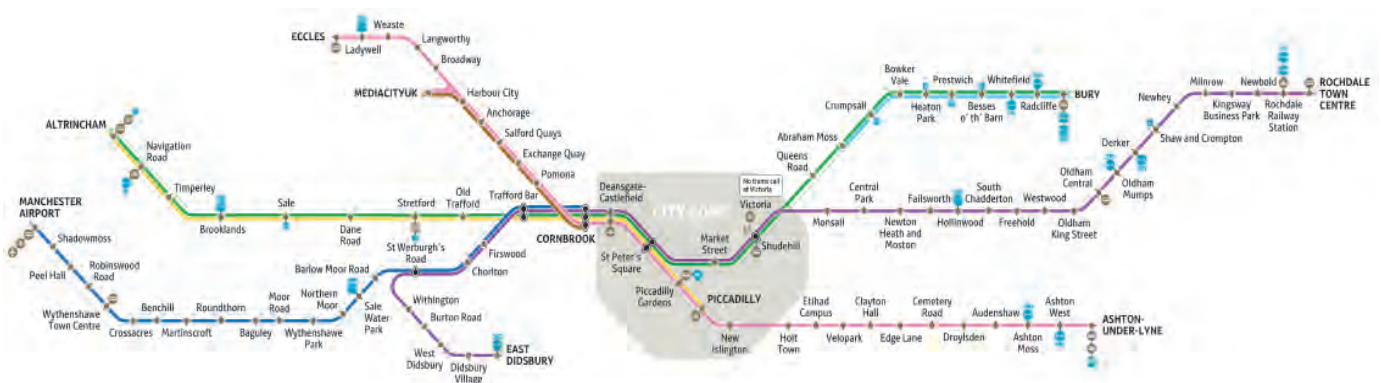 ECCLES
Weaste
Ladywell
Langworthy
Broadway
MEDIACITYUK
Harbour City
Anchorage
Salford Quays
Exchange Quay
Pomona
ALTRINCHAM
Navigation
Road
Timperley
Brooklands
Sale
Dane
Road
Stretford
Old
Trafford
Trafford Bar
CORNBROOK
MANCHESTER
AIRPORT
Shadowmoss
Peel Hall
Robinswood
Road
Wythenshawe
Town Centre
Crossacres
Benchill
Martinscroft
Roundthorn
Baguley
Moor
Road
Wythenshawe
Park
Northern
Moor
Barlow Moor Road
Sale
Water
Park
St Werburgh's
Road
Chorlton
Firswood
Withington
Burton Road
West
Didsbury
Didsbury
Village
EAST
DIDSBURY
Deansgate-
Castlefield
CITY ZONE
St Peter's
Square
Piccadilly
Gardens
PICCADILLY
Market
Street
No trams call
at Victoria
Victoria
Shudehill
Queens
Road
Abraham Moss
Crumpsall
Bowker
Vale
Heaton
Park
Prestwich
Besses
o' th' Barn
Whitefield
Radcliffe
BURY
Monsall
Central
Park
Newton
Heath and
Moston
Failsworth
Hollinwood
South
Chadderton
Freehold
Westwood
Oldham
King Street
Oldham
Central
Oldham
Mumps
Derker
Shaw and Crompton
Newhey
Milnrow
Kingsway
Business Park
Newbold
Rochdale
Railway
Station
ROCHDALE
TOWN
CENTRE
New
Islington
Holt
Town
Etihad
Campus
Velopark
Clayton
Hall
Edge Lane
Cemetery
Road
Droylsden
Audenshaw
Ashton
Moss
Ashton
West
ASHTON-
UNDER-LYNE